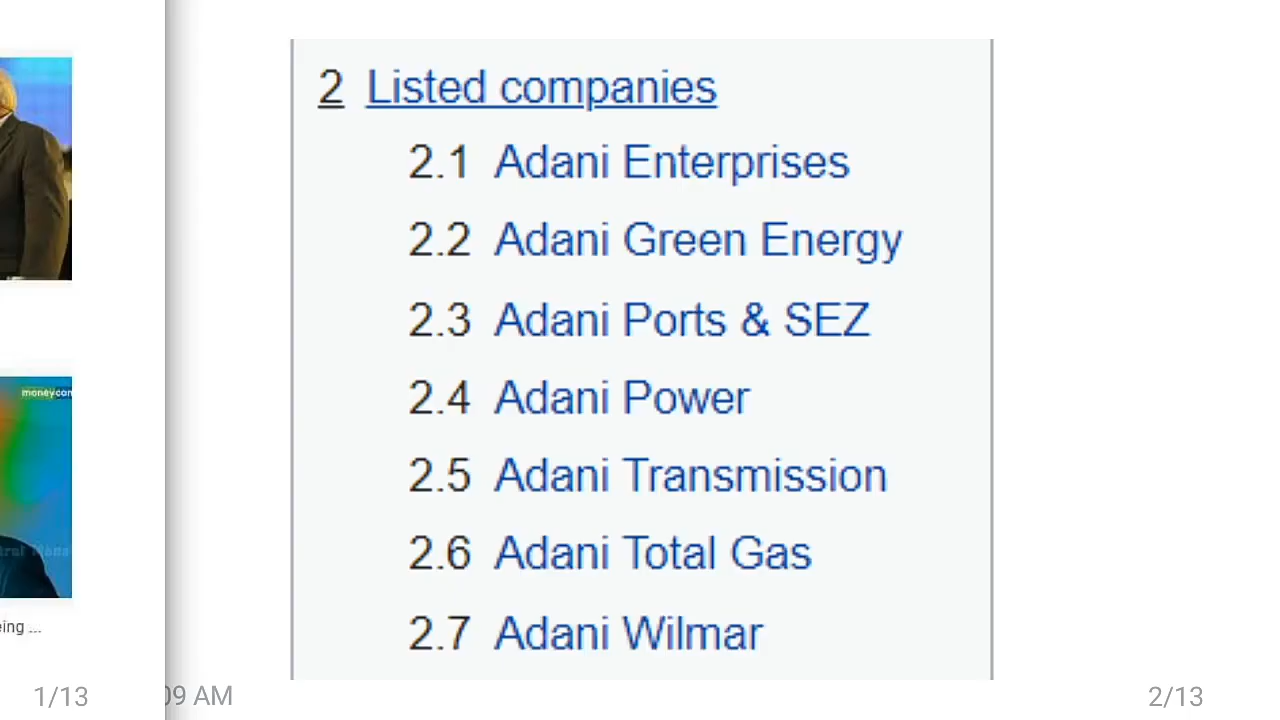 2 Listed companies
2.1 Adani Enterprises
2.2 Adani Green Energy
2.3 Adani Ports & SEZ
2.4 Adani Power
2.5 Adani Transmission
2.6 Adani Total Gas
2.7 Adani Wilmar
1/13
09 AM
2/13